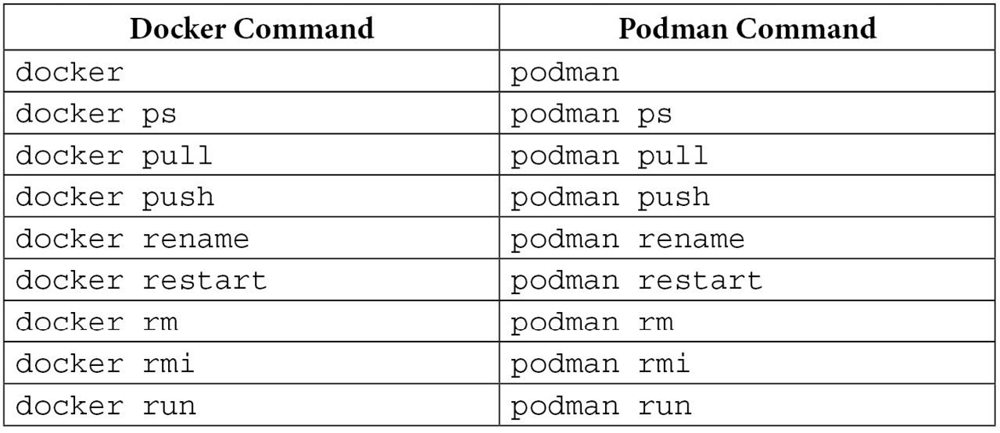 Docker Command Podman Command
docker podman
docker ps podman ps
docker pull podman pull
docker push podman push
docker rename podman rename
docker restart podman restart
docker rm podman rm
docker rmi podman rmi
docker run podman run